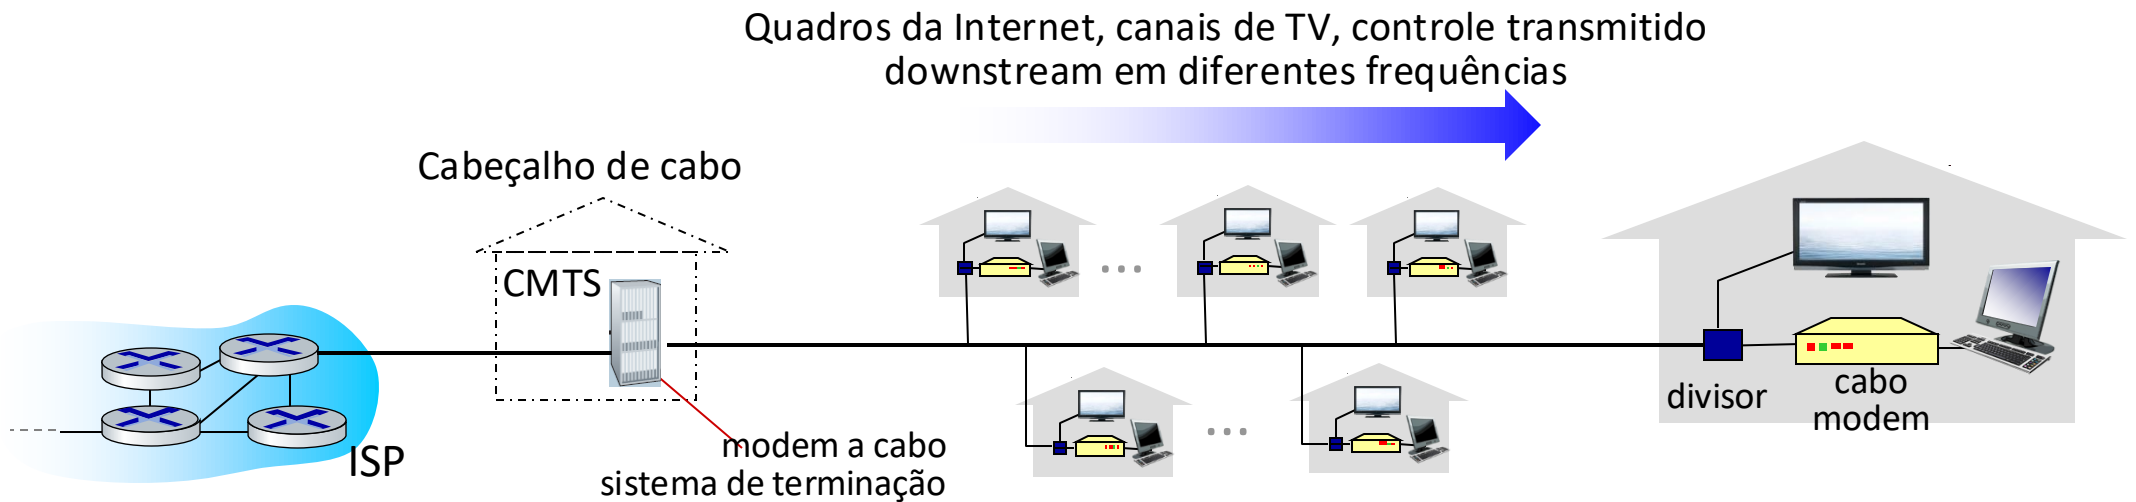 Quadros da Internet, canais de TV, controle transmitido
downstream em diferentes frequências
Cabeçalho de cabo
CMTS
ISP
modem a cabo
sistema de terminação
divisor
cabo
modem